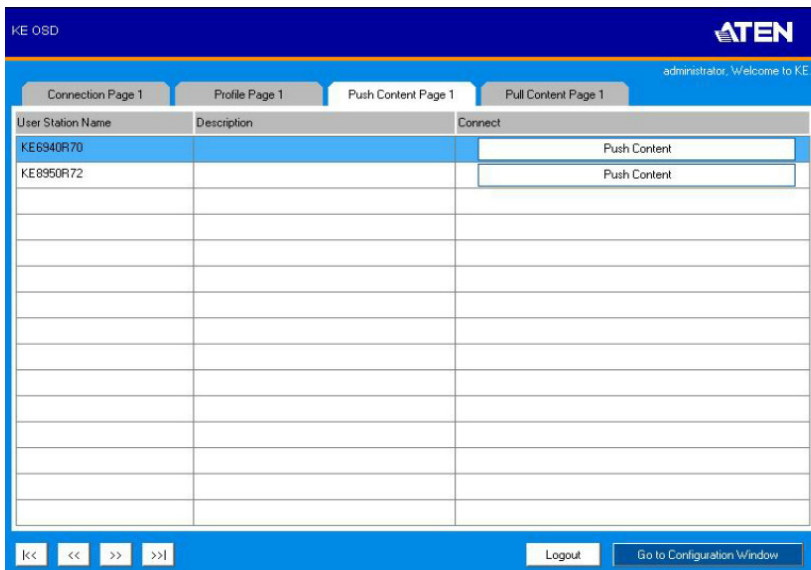 KE OSD
ATEN
administrator, Welcome to KE
Connection Page 1 Profile Page 1 Push Content Page 1 Pull Content Page 1
User Station Name Description Connect
KE6940R70 Push Content
KE8950R72 Push Content
|<< << >> >>| Logout Go to Configuration Window